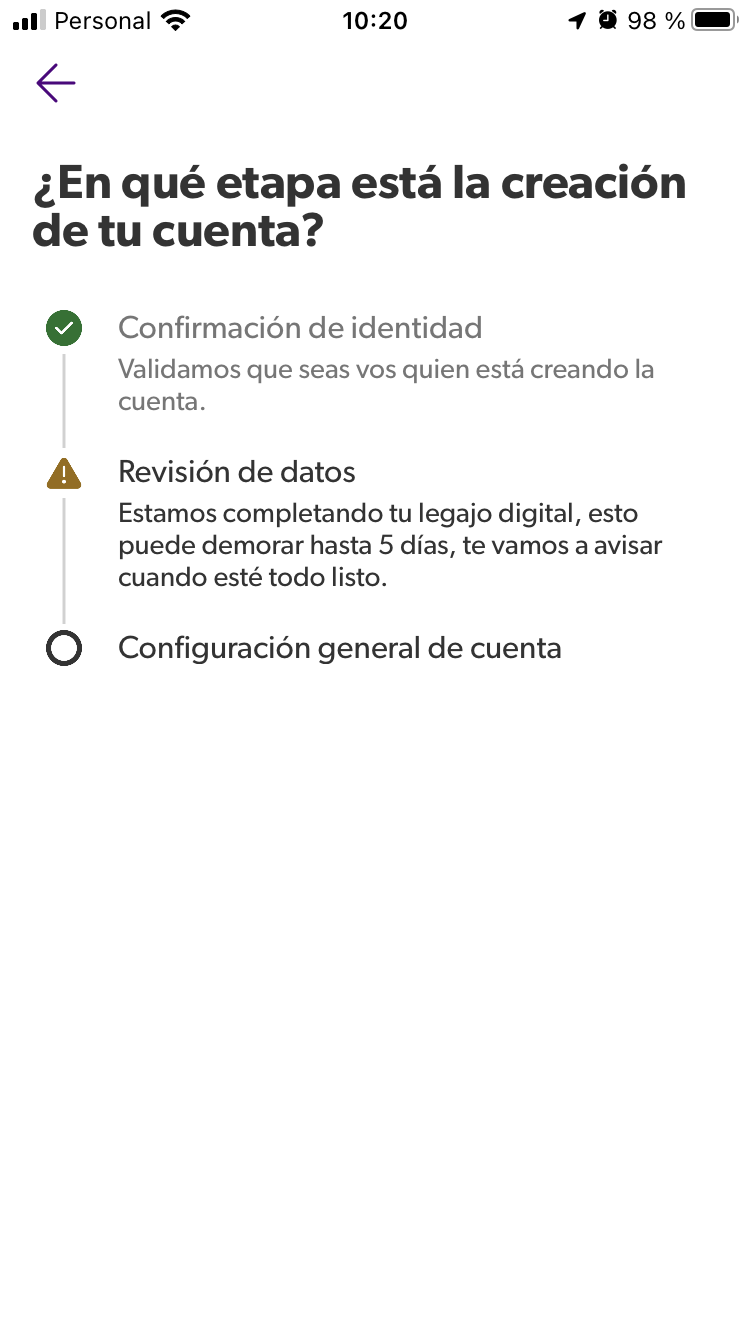 Personal 10:20 98 %
¿En qué etapa está la creación
de tu cuenta?
Confirmación de identidad
Validamos que seas vos quien está creando la
cuenta.
Revisión de datos
Estamos completando tu legajo digital, esto
puede demorar hasta 5 días, te vamos a avisar
cuando esté todo listo.
Configuración general de cuenta